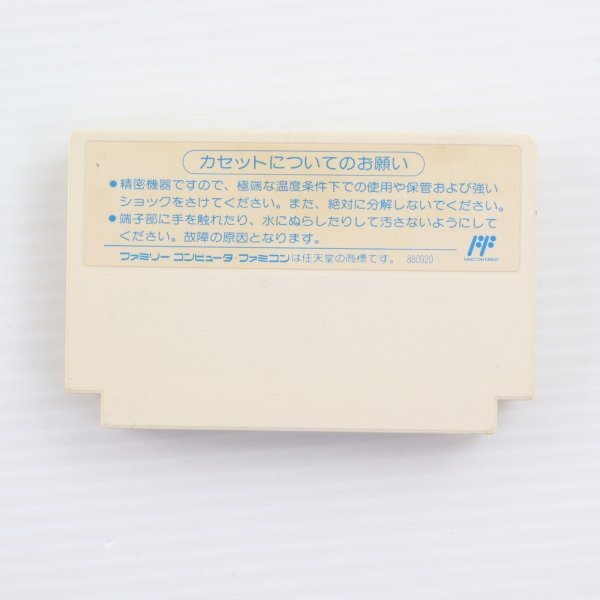 カセットについてのお願い
●精密機器ですので、極端な温度条件下での使用や保管および強い
ショックをさけてください。また、絶対に分解しないでください。
●端子部に手を触れたり、水にぬらしたりして汚さないようにして
ください。故障の原因となります。
FAMICOM FAMILY
ファミリー コンピュータ・ファミコンは任天堂の商標です。 880920